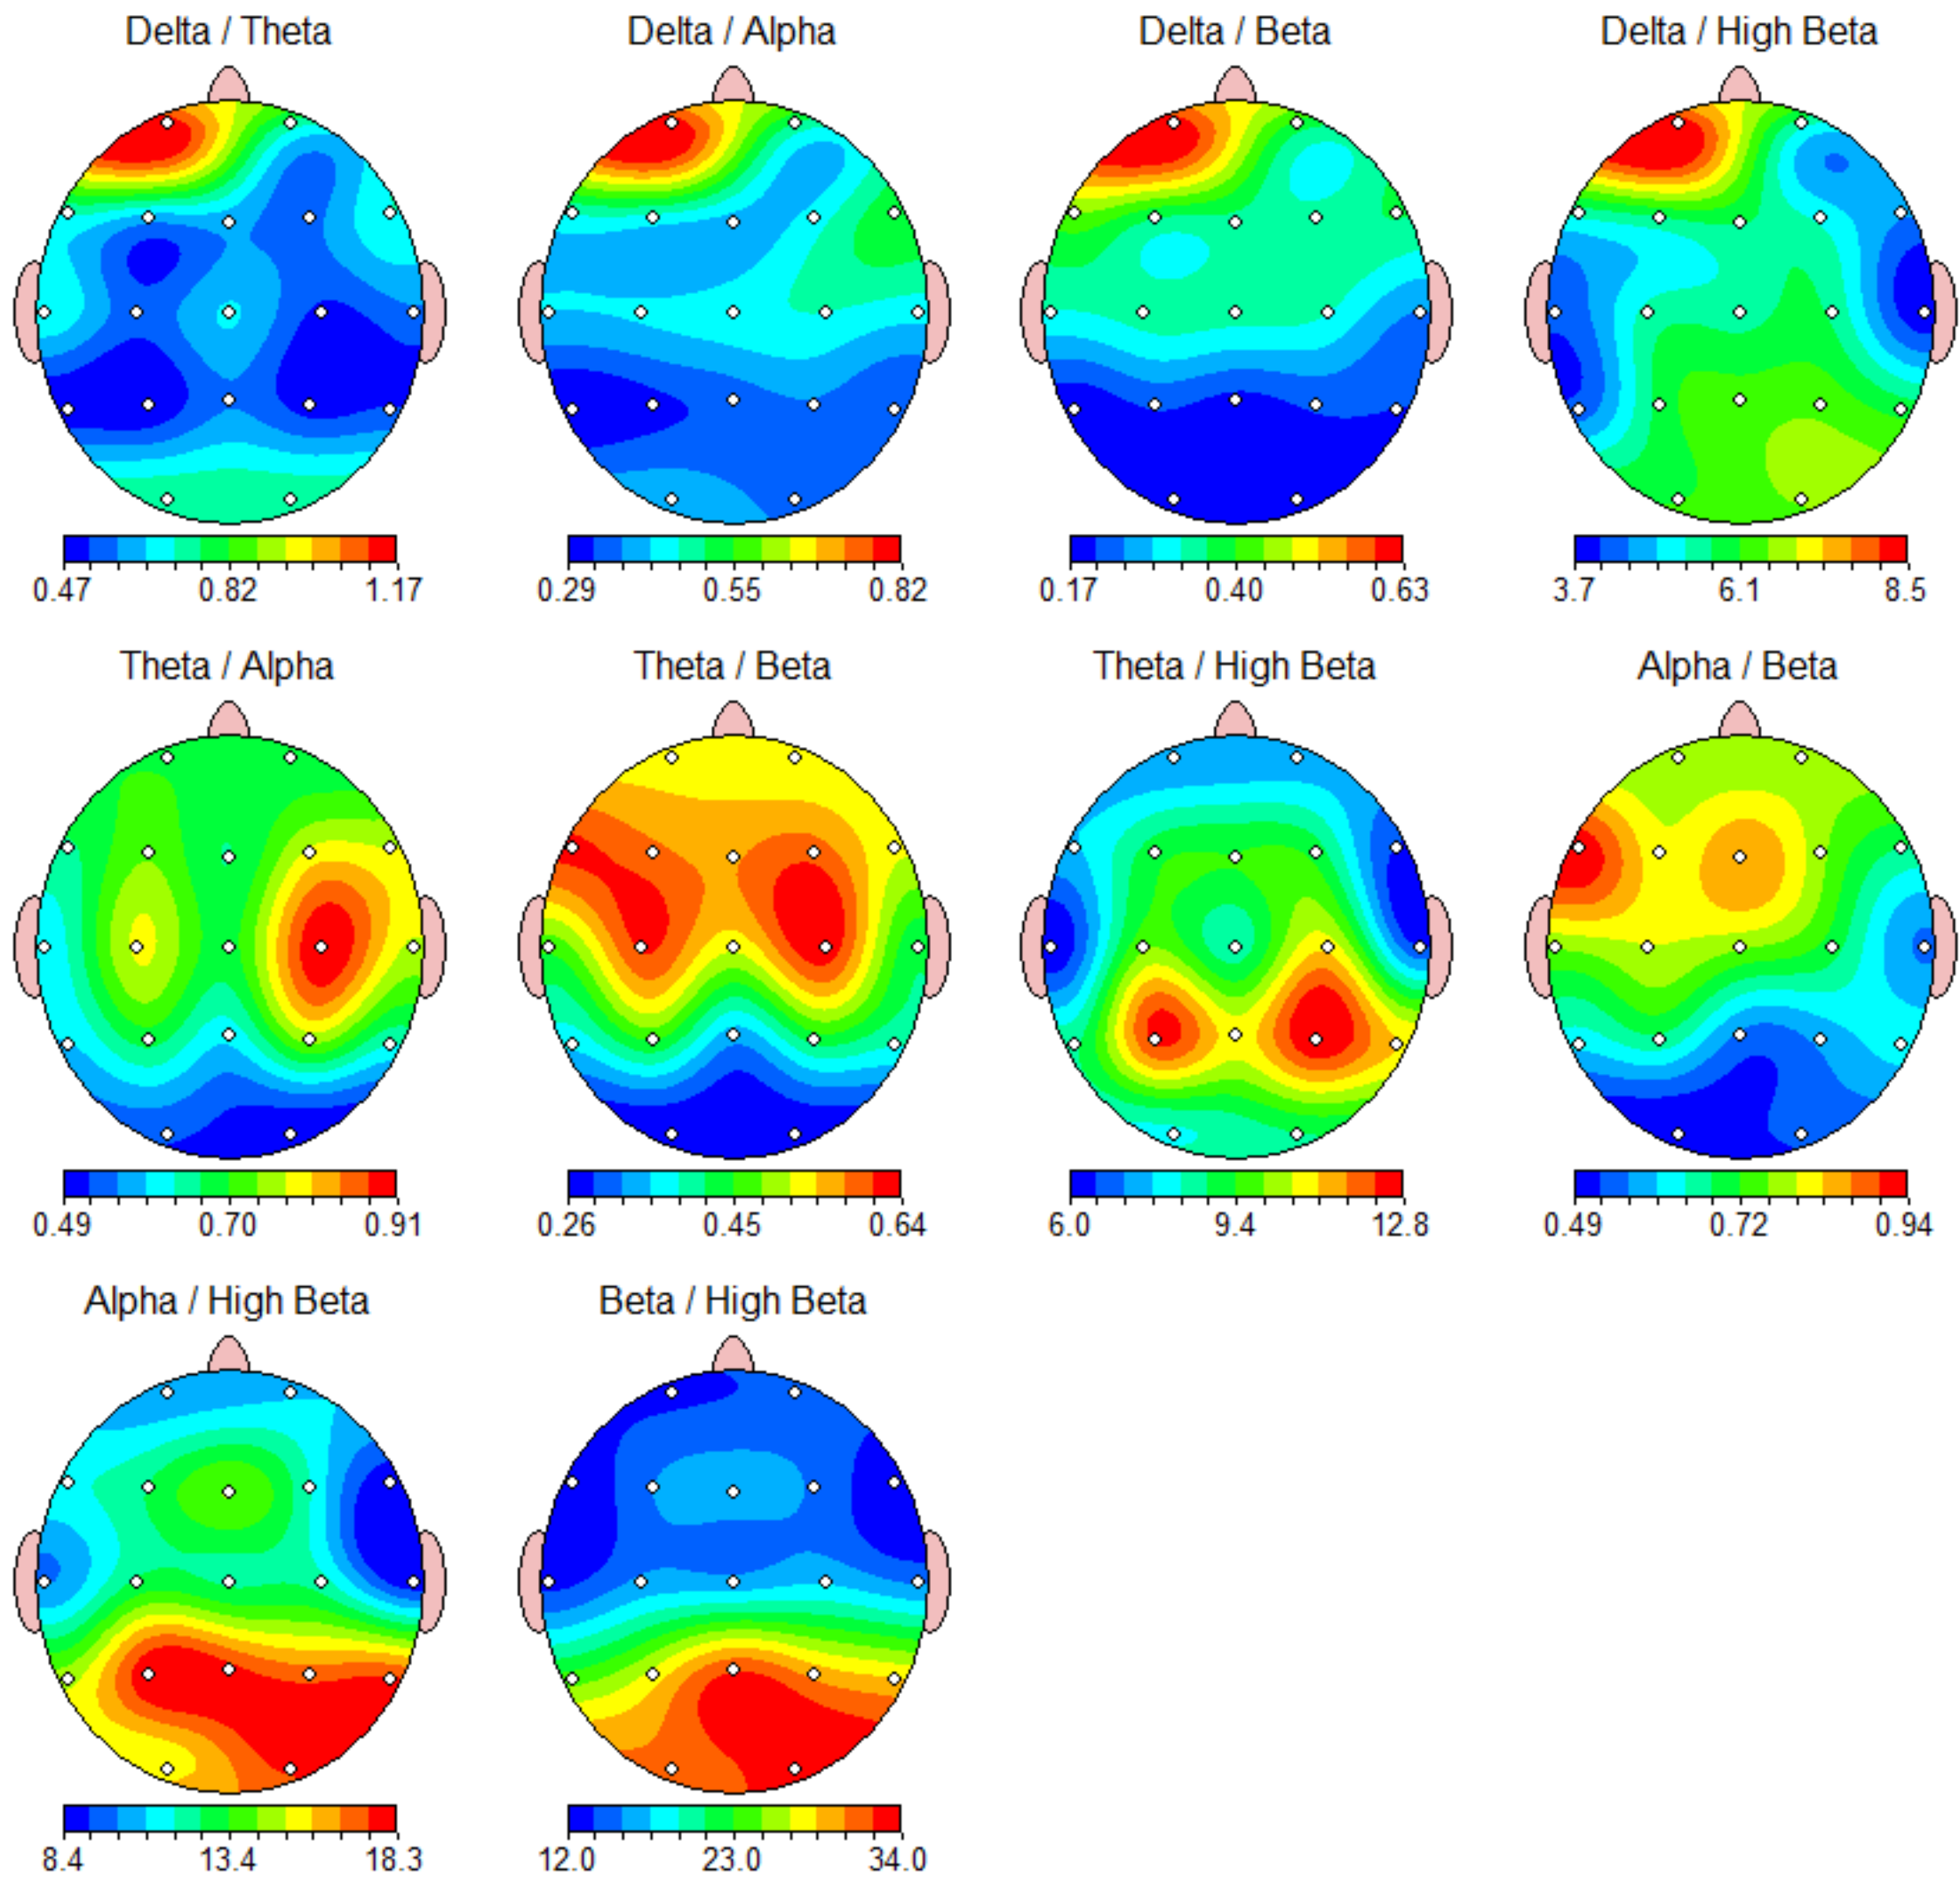 Delta / Theta
Delta / Alpha
Delta / Beta
Delta / High Beta
0.47 0.82 1.17
0.29 0.55 0.82
0.17 0.40 0.63
3.7 6.1 8.5
Theta / Alpha
Theta / Beta
Theta / High Beta
Alpha / Beta
0.49 0.70 0.91
0.26 0.45 0.64
6.0 9.4 12.8
0.49 0.72 0.94
Alpha / High Beta
Beta / High Beta
8.4 13.4 18.3
12.0 23.0 34.0